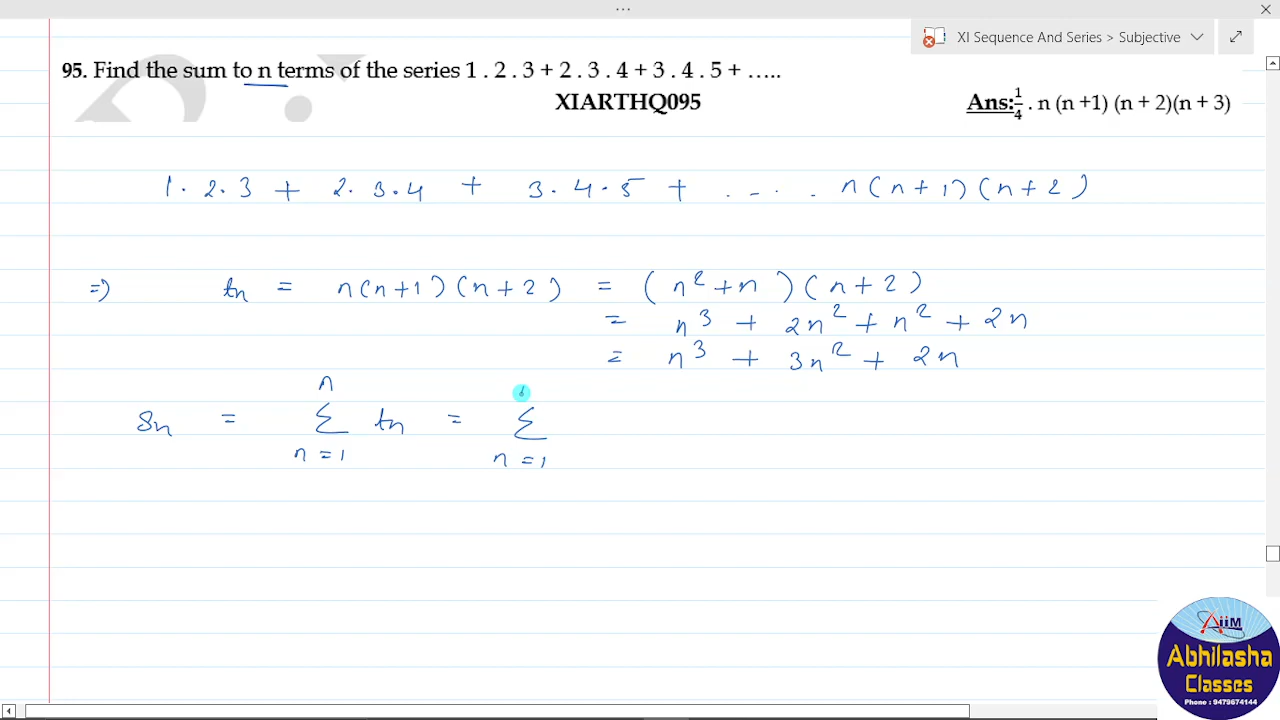 XI Sequence And Series > Subjective
95. Find the sum to n terms of the series 1 . 2 . 3 + 2 . 3 . 4 + 3 . 4 . 5 + …..
XIARTHQ095
Ans: 1/4 . n (n +1) (n + 2)(n + 3)
1 . 2 . 3 + 2 . 3 . 4 + 3 . 4 . 5 + . . . . n ( n + 1 ) ( n + 2 )
⇒ tn = n ( n + 1 ) ( n + 2 ) = ( n² + n ) ( n + 2 )
= n³ + 2n² + n² + 2n
= n³ + 3n² + 2n
n
Sn = Σ tn = Σ
n = 1 n = 1
AiiM
Abhilasha
Classes
Phone : 9479674144